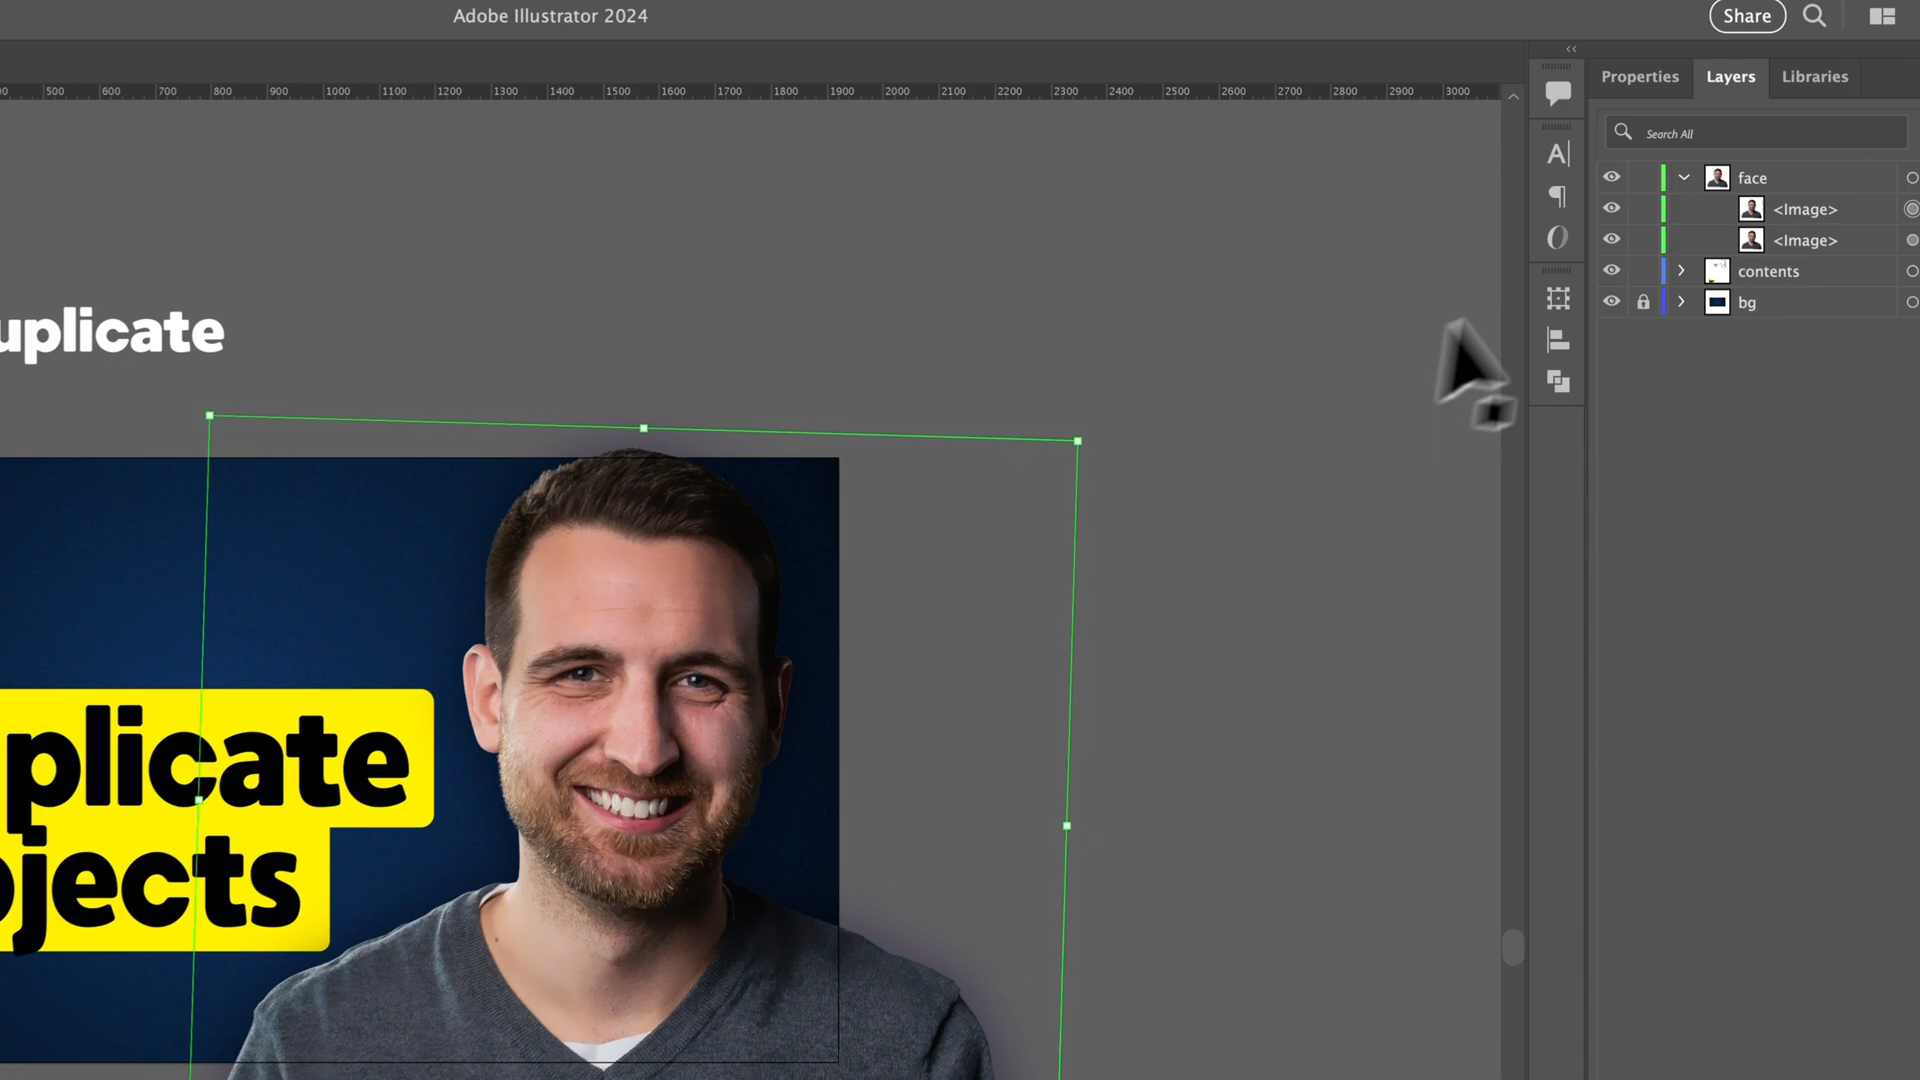 Adobe Illustrator 2024
Share
500 600 700 800 900 1000 1100 1200 1300 1400 1500 1600 1700 1800 1900 2000 2100 2200 2300 2400 2500 2600 2700 2800 2900 3000
Properties Layers Libraries
Search All
face
<Image>
<Image>
contents
bg
uplicate
plicate
jects